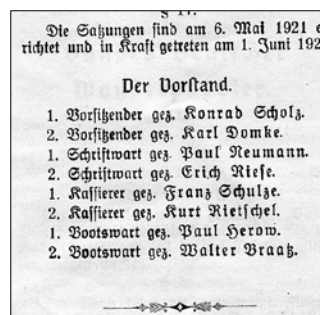 § 17.
Die Satzungen sind am 6. Mai 1921 e
richtet und in Kraft getreten am 1. Juni 192
Der Vorstand.
1. Vorsitzender gez. Konrad Scholz.
2. Vorsitzender gez. Karl Domke.
1. Schriftwart gez. Paul Neumann.
2. Schriftwart gez. Erich Riese.
1. Kassierer gez. Franz Schulze.
2. Kassierer gez. Kurt Rietschel.
1. Bootswart gez. Paul Herow.
2. Bootswart gez. Walter Braatz.